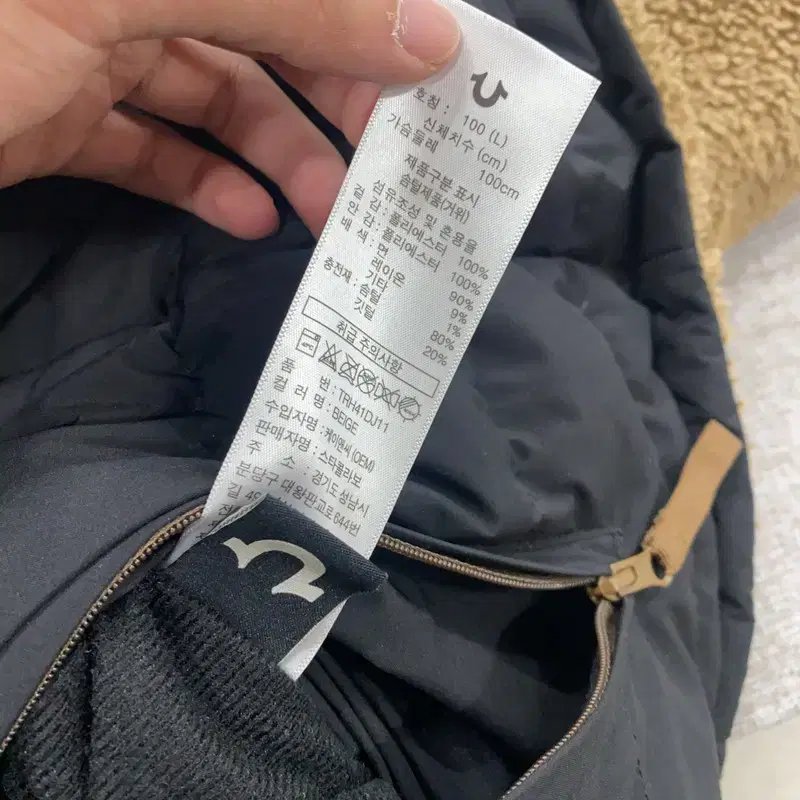 호칭 : 100 (L)
신체치수 (cm)
가슴둘레 100cm
제품구분 표시
솜털제품(거위)
섬유조성 및 혼용율
겉감 : 폴리에스터 100%
안감 : 폴리에스터 100%
배색 : 면 90%
레이온 9%
기타 1%
충전재 : 솜털 80%
깃털 20%
취급 주의사항
품 번 : TRH41DJ11
컬 러 명 : BEIGE
수입자명 : 케이앤씨 (OEM)
판매자명 : 스타콜라보
주 소 : 경기도 성남시
분당구 대왕판교로 644번
길 49